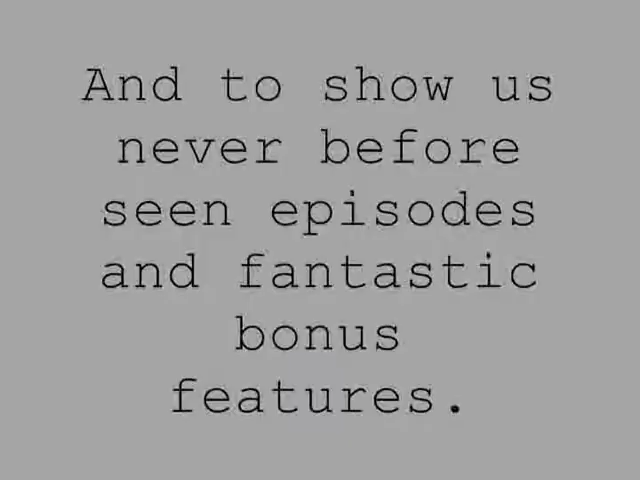 And to show us
never before
seen episodes
and fantastic
bonus
features.